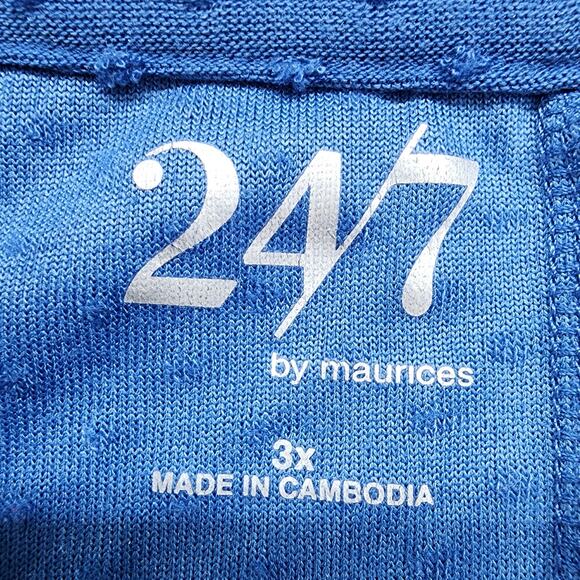 24/7
by maurices
3x
MADE IN CAMBODIA